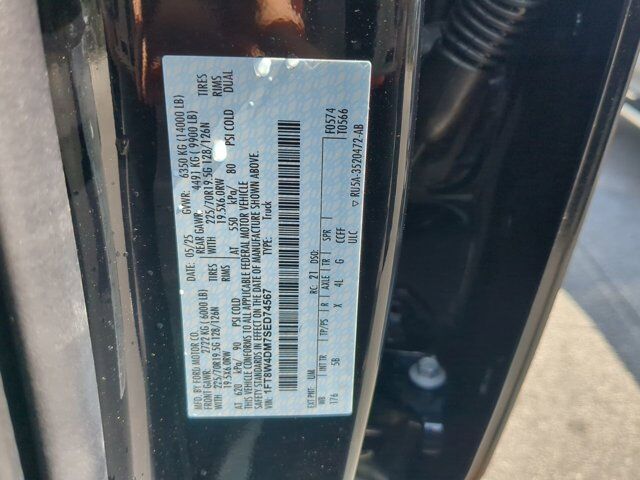 MFD. BY FORD MOTOR CO.
DATE: 05/25
GVWR: 6350 KG (14000 LB)
FRONT GAWR: 2722 KG (6000 LB)
REAR GAWR: 4491 KG (9900 LB)
WITH 225/70R19.5G 128/126N TIRES
19.5X6.0RW RIMS
AT 620 kPa/ 90 PSI COLD
WITH 225/70R19.5G 128/126N TIRES
19.5X6.0RW RIMS
AT 550 kPa/ 80 PSI COLD DUAL
THIS VEHICLE CONFORMS TO ALL APPLICABLE FEDERAL MOTOR VEHICLE
SAFETY STANDARDS IN EFFECT ON THE DATE OF MANUFACTURE SHOWN ABOVE.
VIN: 1FT8W4DM7SED74567
TYPE: Truck
EXT PNT: UM RC: 21 DSO: F0574
WB INT TR TP/PS R AXLE TR SPR T0566
176 5B X 4L G CCFF
ULC
RU5A-3520472-AB